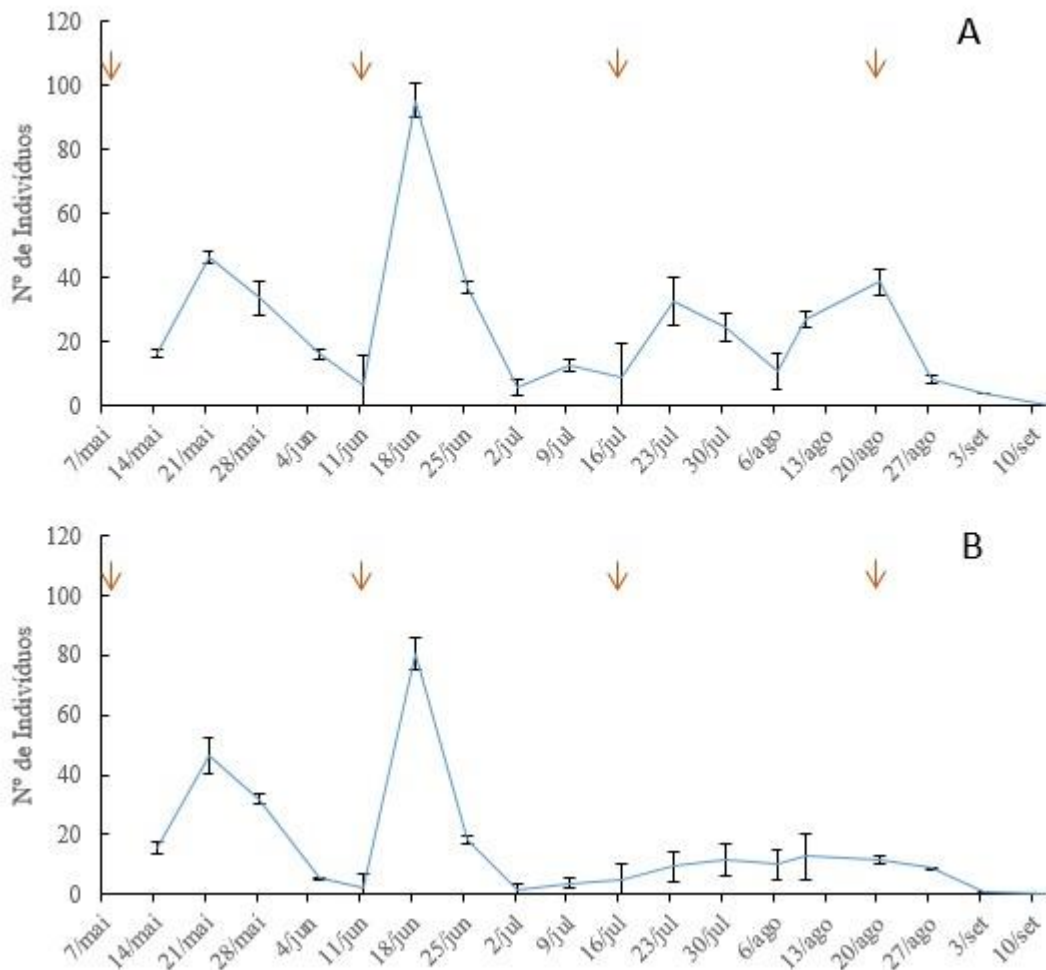 A
120
100
80
60
40
20
0
Nº de Indivíduos
7/mai
14/mai
21/mai
28/mai
4/jun
11/jun
18/jun
25/jun
2/jul
9/jul
16/jul
23/jul
30/jul
6/ago
13/ago
20/ago
27/ago
3/set
10/set
B
120
100
80
60
40
20
0
Nº de Indivíduos
7/mai
14/mai
21/mai
28/mai
4/jun
11/jun
18/jun
25/jun
2/jul
9/jul
16/jul
23/jul
30/jul
6/ago
13/ago
20/ago
27/ago
3/set
10/set